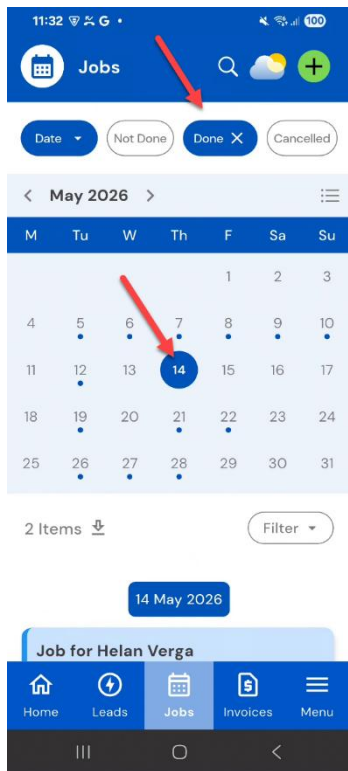 11:32 G 100
Jobs
Date Not Done Done Cancelled
May 2026
M Tu W Th F Sa Su
1 2 3
4 5 6 7 8 9 10
11 12 13 14 15 16 17
18 19 20 21 22 23 24
25 26 27 28 29 30 31
2 Items Filter
14 May 2026
Job for Helan Verga
Home Leads Jobs Invoices Menu